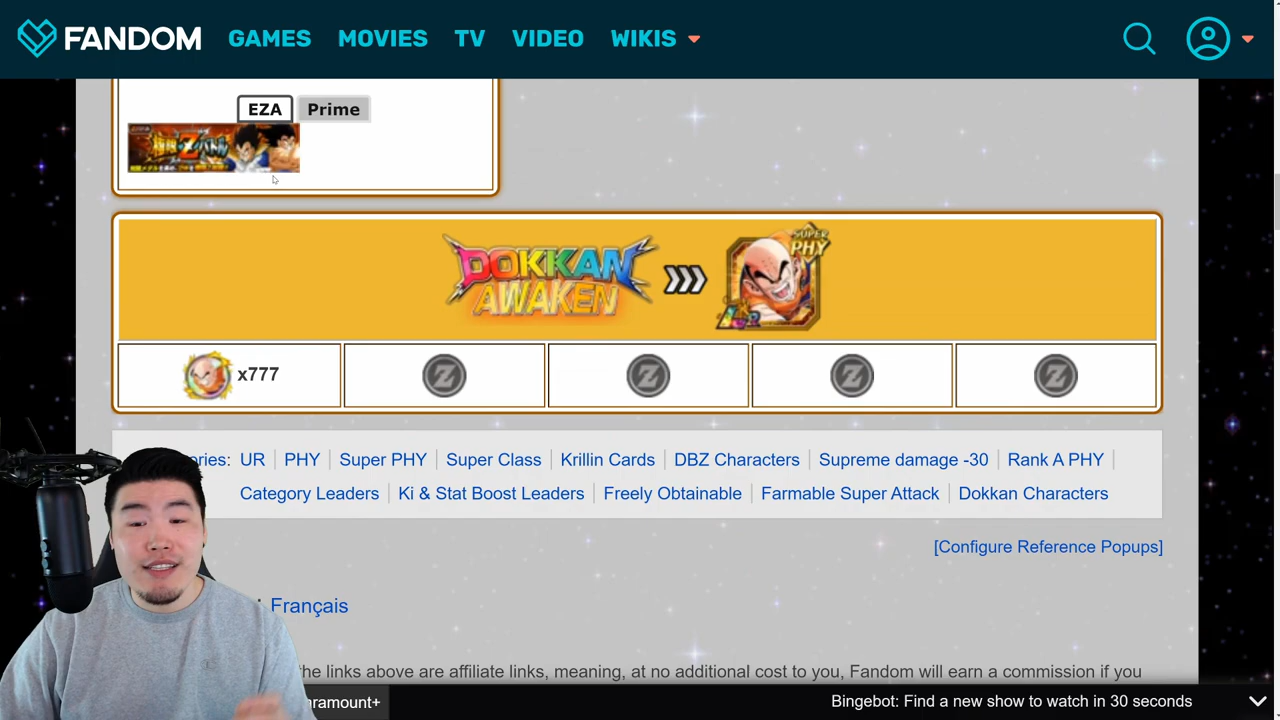 FANDOM GAMES MOVIES TV VIDEO WIKIS
EZA Prime
DOKKAN AWAKEN
SUPER PHY
x777
ries: UR PHY Super PHY Super Class Krillin Cards DBZ Characters Supreme damage -30 Rank A PHY
Category Leaders Ki & Stat Boost Leaders Freely Obtainable Farmable Super Attack Dokkan Characters
[Configure Reference Popups]
Français
the links above are affiliate links, meaning, at no additional cost to you, Fandom will earn a commission if you
ramount+ Bingebot: Find a new show to watch in 30 seconds